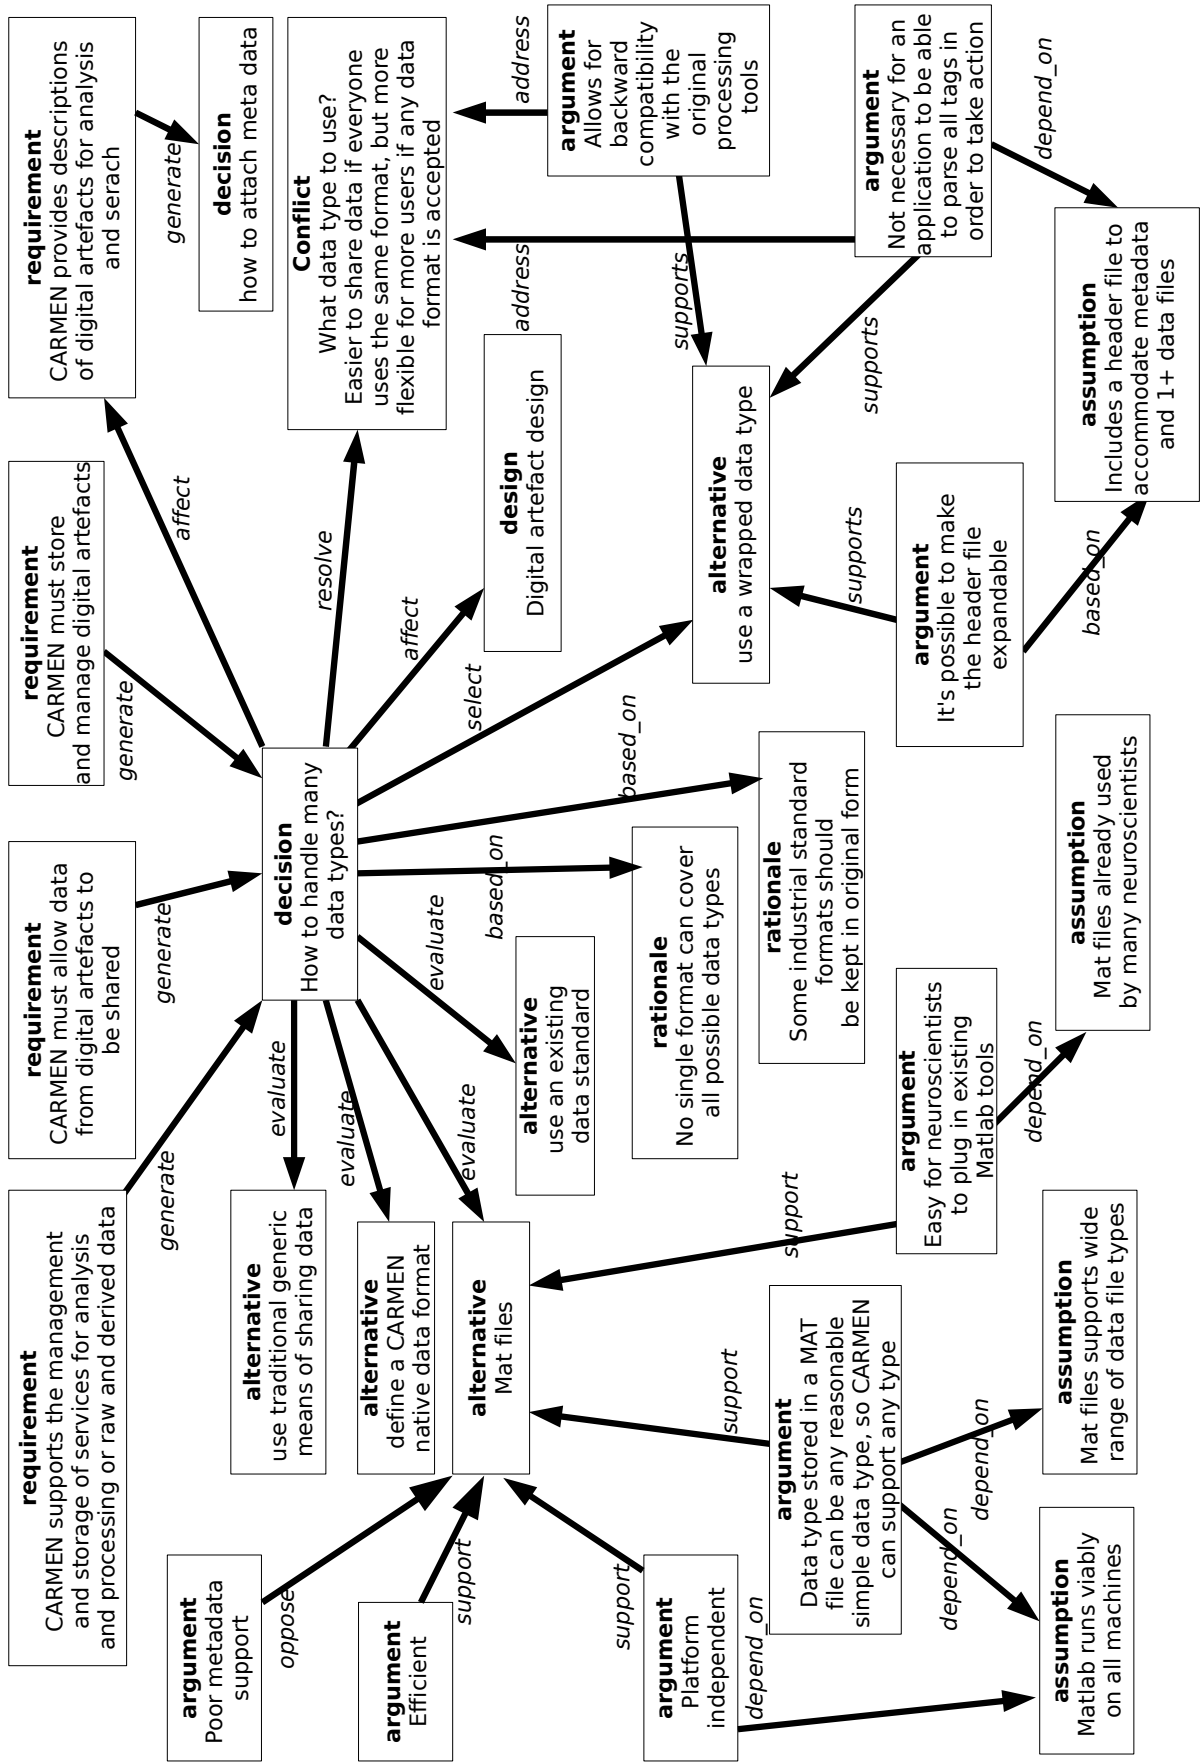 requirement
CARMEN supports the management
and storage of services for analysis
and processing or raw and derived data
requirement
CARMEN must allow data
from digital artefacts to
be shared
requirement
CARMEN must store
and manage digital artefacts
requirement
CARMEN provides descriptions
of digital artefacts for analysis
and serach
generate
generate
generate
affect
generate
decision
how to attach meta data
argument
Poor metadata
support
oppose
alternative
use traditional generic
means of sharing data
evaluate
decision
How to handle many
data types?
resolve
Conflict
What data type to use?
Easier to share data if everyone
uses the same format, but more
flexible for more users if any data
format is accepted
argument
Efficient
support
alternative
define a CARMEN
native data format
evaluate
alternative
Mat files
evaluate
evaluate
based_on
affect
select
alternative
use an existing
data standard
design
Digital artefact design
address
address
argument
Allows for
backward
compatibility
with the
original
processing
tools
support
argument
Platform
independent
depend_on
rationale
No single format can cover
all possible data types
based_on
supports
alternative
use a wrapped data type
support
support
argument
Data type stored in a MAT
file can be any reasonable
simple data type, so CARMEN
can support any type
rationale
Some industrial standard
formats should
be kept in original form
supports
supports
argument
Not necessary for an
application to be able
to parse all tags in
order to take action
argument
Easy for neuroscientists
to plug in existing
Matlab tools
argument
It's possible to make
the header file
expandable
depend_on
depend_on
depend_on
based_on
depend_on
assumption
Matlab runs viably
on all machines
assumption
Mat files supports wide
range of data file types
assumption
Mat files already used
by many neuroscientists
assumption
Includes a header file to
accommodate metadata
and 1+ data files